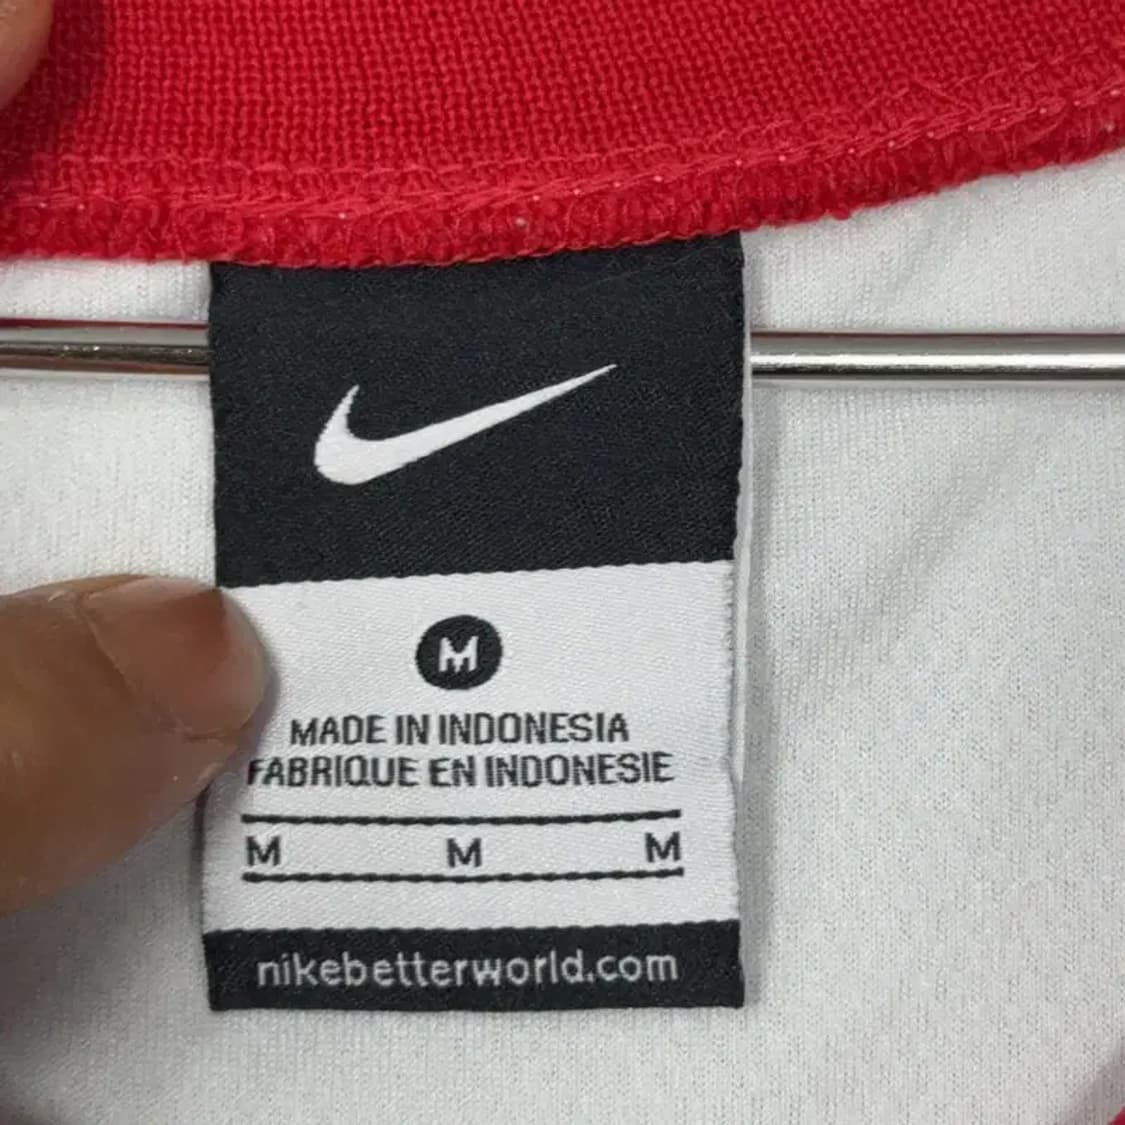 M
MADE IN INDONESIA
FABRIQUE EN INDONESIE
M M M
nikebetterworld.com